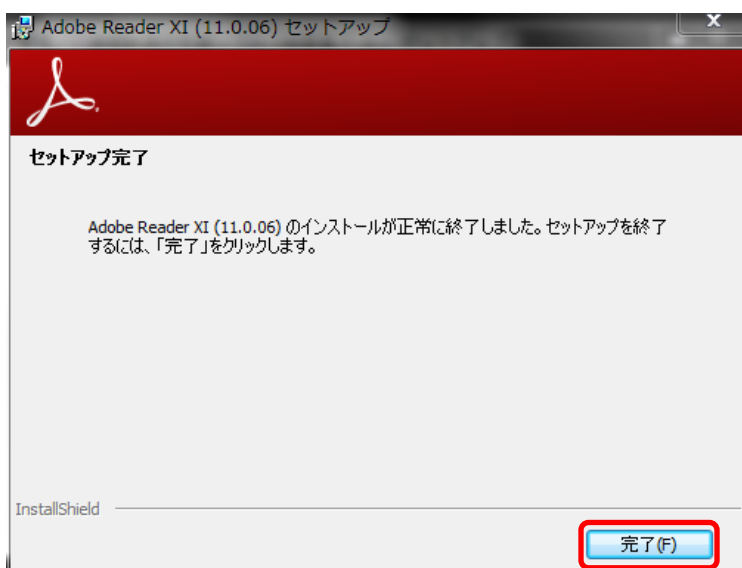 Adobe Reader XI (11.0.06) セットアップ
セットアップ完了
Adobe Reader XI (11.0.06) のインストールが正常に終了しました。セットアップを終了
するには、「完了」をクリックします。
InstallShield
完了(F)